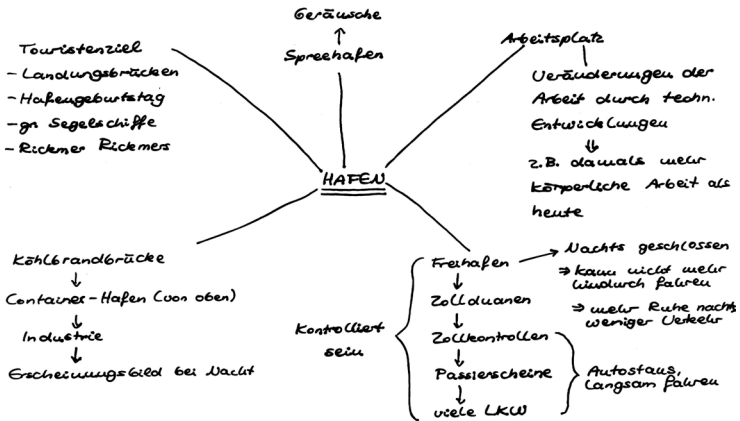 Geräusche
Spreehafen
Touristenziel
- Landungsbrücken
- Hafengeburtstag
- gr. Segelschiffe
- Rickmer Rickmers
Arbeitsplatz
Veränderungen der
Arbeit durch techn.
Entwicklungen
z.B. damals mehr
körperliche Arbeit als
heute
HAFEN
Köhlbrandbrücke
Container-Hafen (von oben)
Industrie
Erscheinungsbild bei Nacht
Kontrolliert
sein
Freihafen
Zollduanen
Zollkontrollen
Passierscheine
viele LKW
Nachts geschlossen
⇒ kann nicht mehr
hindurch fahren
⇒ mehr Ruhe nachts
weniger Verkehr
Autostaus,
langsam fahren